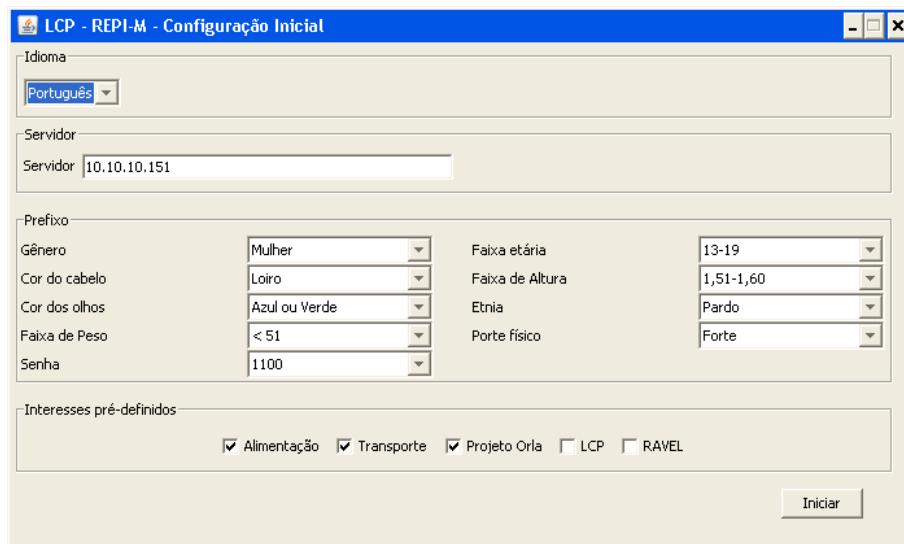 LCP - REPI-M - Configuração Inicial
Idioma
Português
Servidor
Servidor 10.10.10.151
Prefixo
Gênero Mulher Faixa etária 13-19
Cor do cabelo Loiro Faixa de Altura 1,51-1,60
Cor dos olhos Azul ou Verde Etnia Pardo
Faixa de Peso < 51 Porte físico Forte
Senha 1100
Interesses pré-definidos
Alimentação Transporte Projeto Orla LCP RAVEL
Iniciar